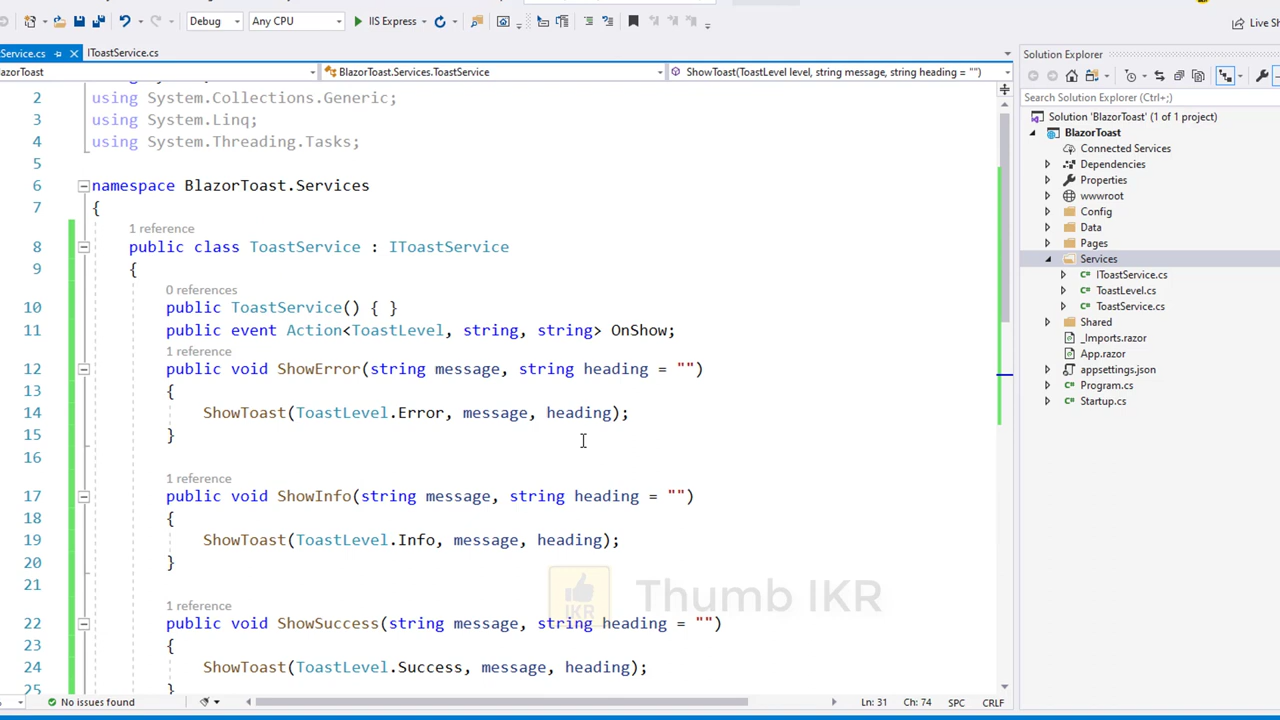 Debug
Any CPU
IIS Express
Live Sh
Service.cs
IToastService.cs
azorToast
BlazorToast.Services.ToastService
ShowToast(ToastLevel level, string message, string heading = "")
Solution Explorer
Search Solution Explorer (Ctrl+;)
Solution 'BlazorToast' (1 of 1 project)
BlazorToast
Connected Services
Dependencies
Properties
wwwroot
Config
Data
Pages
Services
IToastService.cs
ToastLevel.cs
ToastService.cs
Shared
_Imports.razor
App.razor
appsettings.json
Program.cs
Startup.cs
2 using System.Collections.Generic;
3 using System.Linq;
4 using System.Threading.Tasks;
5
6 namespace BlazorToast.Services
7 {
1 reference
8 public class ToastService : IToastService
9 {
0 references
10 public ToastService() { }
11 public event Action<ToastLevel, string, string> OnShow;
1 reference
12 public void ShowError(string message, string heading = "")
13 {
14 ShowToast(ToastLevel.Error, message, heading);
15 }
16
1 reference
17 public void ShowInfo(string message, string heading = "")
18 {
19 ShowToast(ToastLevel.Info, message, heading);
20 }
21
1 reference
22 public void ShowSuccess(string message, string heading = "")
23 {
24 ShowToast(ToastLevel.Success, message, heading);
25 }
IKR
Thumb IKR
No issues found
Ln: 31 Ch: 74 SPC CRLF